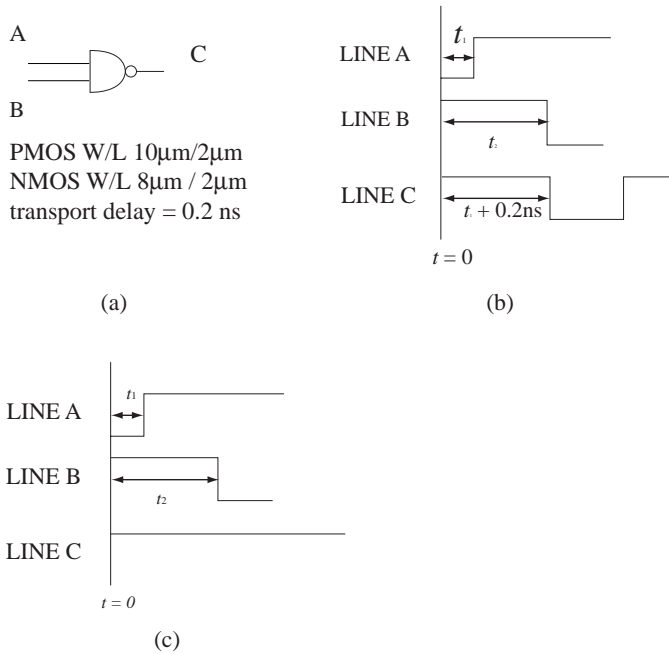 A
C
B
PMOS W/L 10μm/2μm
NMOS W/L 8μm / 2μm
transport delay = 0.2 ns
(a)
LINE A
t₁
LINE B
t₂
LINE C
+ 0.2ns
t = 0
(b)
LINE A
t₁
LINE B
t₂
LINE C
t = 0
(c)